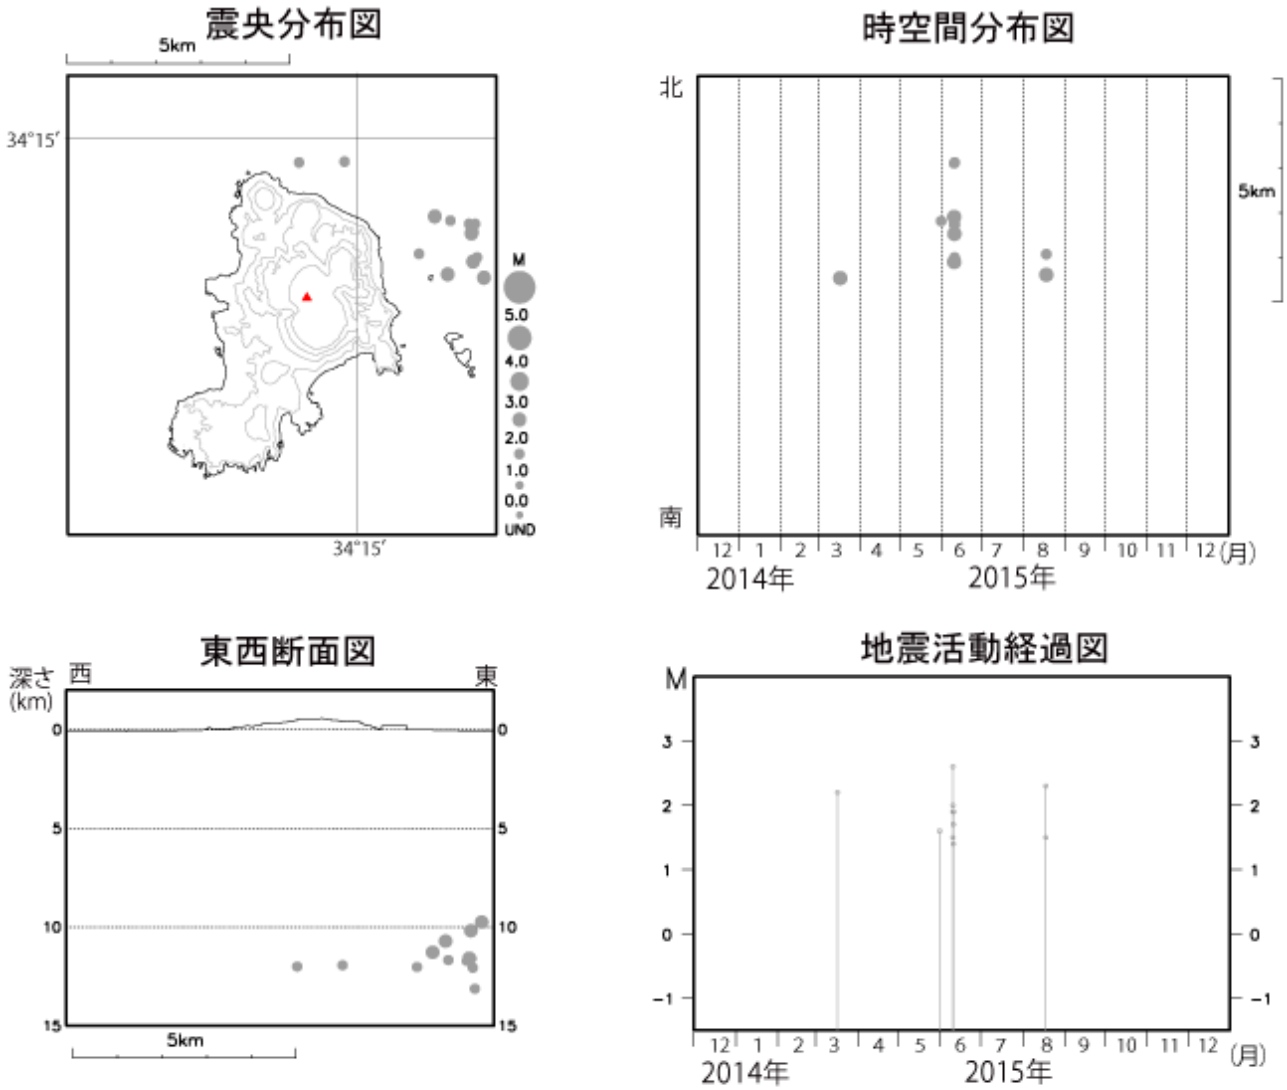 震央分布図
5km
34°15′
M
5.0
4.0
3.0
2.0
1.0
0.0
UND
34°15′
時空間分布図
北
5km
南
12 1 2 3 4 5 6 7 8 9 10 11 12 (月)
2014年 2015年
東西断面図
深さ 西 東
(km)
0 0
5 5
10 10
15 15
5km
地震活動経過図
M
3 3
2 2
1 1
0 0
-1 -1
12 1 2 3 4 5 6 7 8 9 10 11 12 (月)
2014年 2015年